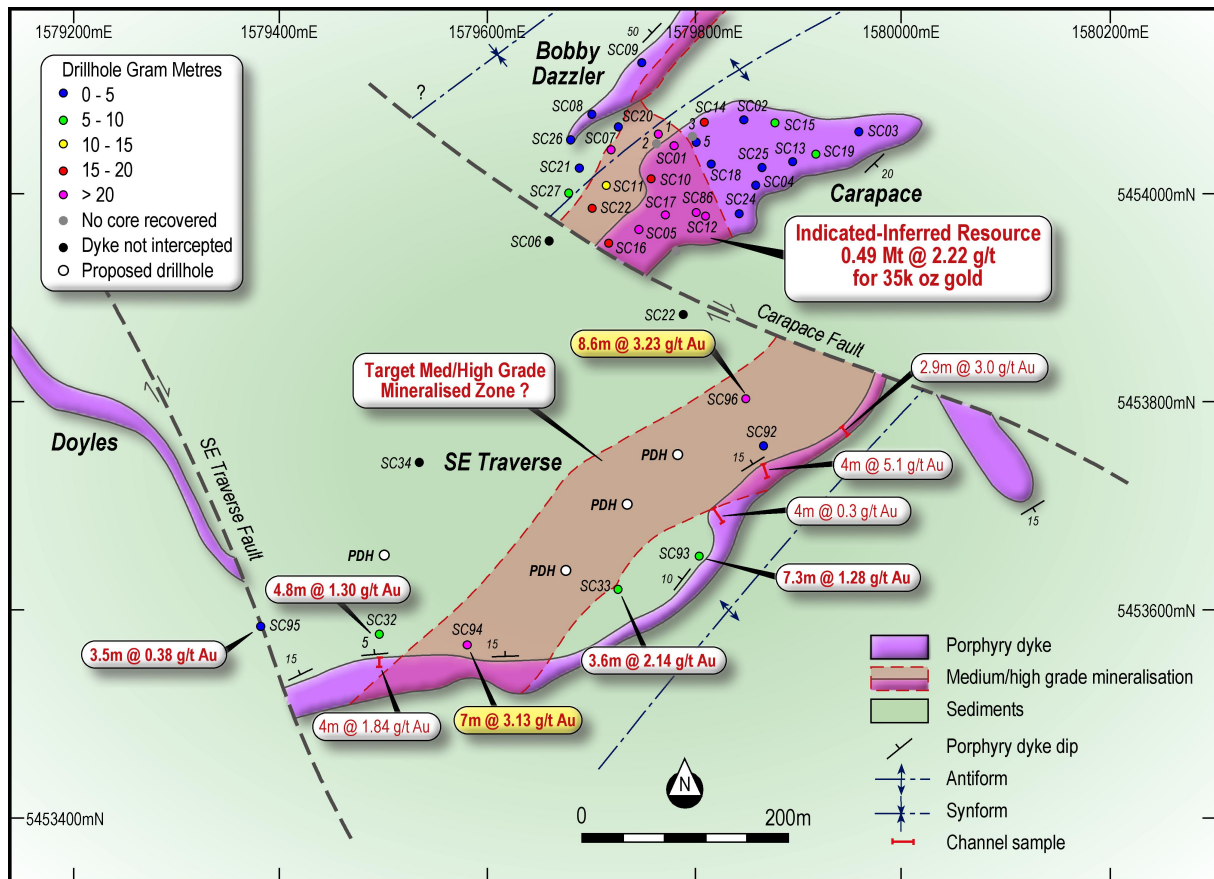 1579200mE
1579400mE
1579600mE
1579800mE
1580000mE
1580200mE
Drillhole Gram Metres
0 - 5
5 - 10
10 - 15
15 - 20
> 20
No core recovered
Dyke not intercepted
Proposed drillhole
?
Bobby
Dazzler
50
SC09
SC08
SC20
SC26
SC07
SC21
SC27
SC11
SC22
SC06
SC16
1
2
3
5
SC14
SC02
SC15
SC03
SC01
SC18
SC25
SC13
SC19
SC10
SC04
SC17
SC86
SC24
SC05
SC12
20
Carapace
5454000mN
Indicated-Inferred Resource
0.49 Mt @ 2.22 g/t
for 35k oz gold
SC22
Carapace Fault
8.6m @ 3.23 g/t Au
Target Med/High Grade
Mineralised Zone ?
2.9m @ 3.0 g/t Au
SC96
5453800mN
Doyles
SE Traverse Fault
SC34
SE Traverse
PDH
SC92
15
4m @ 5.1 g/t Au
15
PDH
4m @ 0.3 g/t Au
PDH
PDH
SC93
10
7.3m @ 1.28 g/t Au
4.8m @ 1.30 g/t Au
SC33
5453600mN
SC95
SC32
5
SC94
15
3.5m @ 0.38 g/t Au
15
3.6m @ 2.14 g/t Au
4m @ 1.84 g/t Au
7m @ 3.13 g/t Au
Porphyry dyke
Medium/high grade mineralisation
Sediments
Porphyry dyke dip
Antiform
Synform
Channel sample
N
0
200m
5453400mN